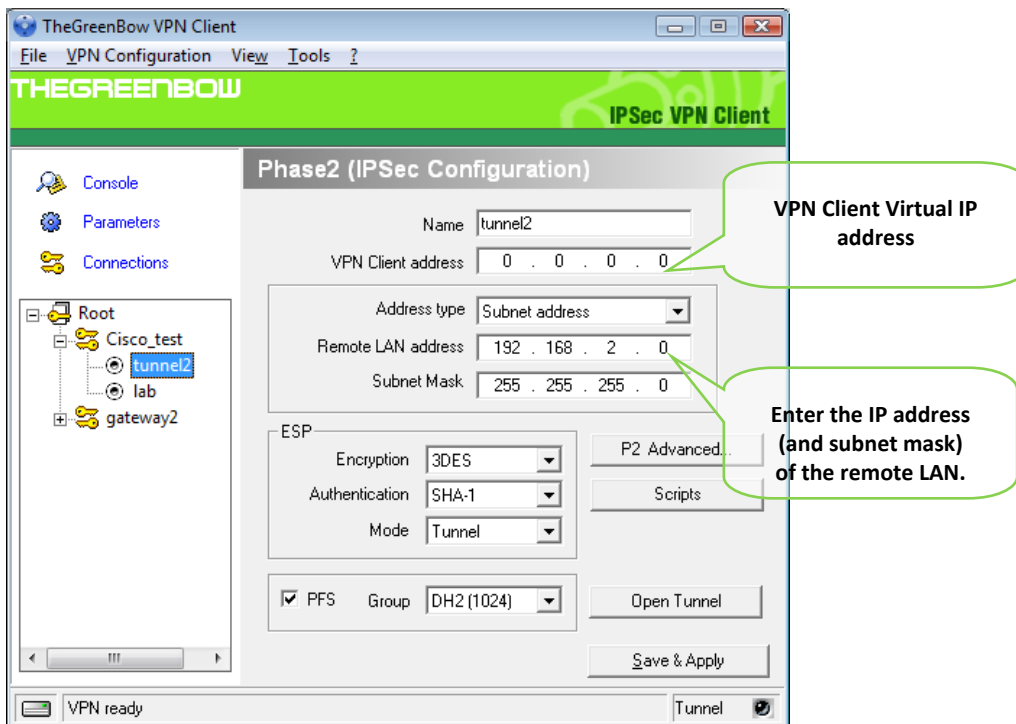 TheGreenBow VPN Client
File VPN Configuration View Tools ?
THEGREENBOW
IPSec VPN Client
Console
Parameters
Connections
Root
Cisco_test
tunnel2
lab
gateway2
Phase2 (IPSec Configuration)
Name tunnel2
VPN Client address 0 . 0 . 0 . 0
Address type Subnet address
Remote LAN address 192 . 168 . 2 . 0
Subnet Mask 255 . 255 . 255 . 0
ESP
Encryption 3DES
Authentication SHA-1
Mode Tunnel
P2 Advanced...
Scripts
PFS Group DH2 (1024)
Open Tunnel
Save & Apply
VPN ready
Tunnel
VPN Client Virtual IP
address
Enter the IP address
(and subnet mask)
of the remote LAN.